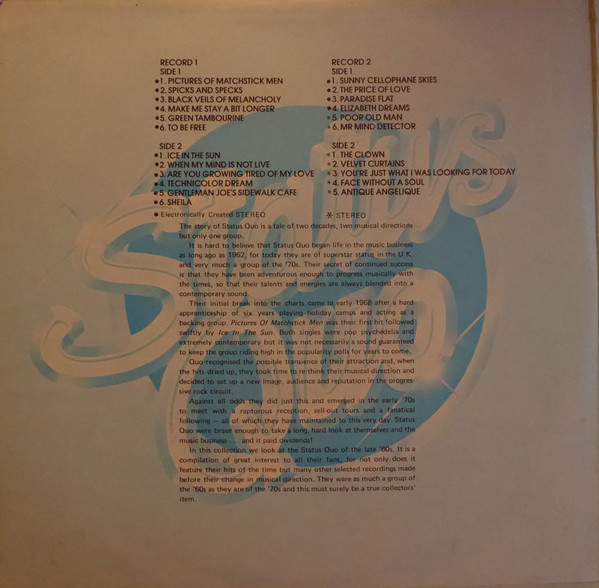 RECORD 1
SIDE 1
•1. PICTURES OF MATCHSTICK MEN
•2. SPICKS AND SPECKS
•3. BLACK VEILS OF MELANCHOLY
•4. MAKE ME STAY A BIT LONGER
•5. GREEN TAMBOURINE
•6. TO BE FREE
SIDE 2
•1. ICE IN THE SUN
•2. WHEN MY MIND IS NOT LIVE
•3. ARE YOU GROWING TIRED OF MY LOVE
•4. TECHNICOLOR DREAM
•5. GENTLEMAN JOE'S SIDEWALK CAFE
•6. SHEILA
• Electronically Created STEREO
RECORD 2
SIDE 1
•1. SUNNY CELLOPHANE SKIES
•2. THE PRICE OF LOVE
•3. PARADISE FLAT
•4. ELIZABETH DREAMS
•5. POOR OLD MAN
•6. MR MIND DETECTOR
SIDE 2
* 1. THE CLOWN
• 2. VELVET CURTAINS
• 3. YOU'RE JUST WHAT I WAS LOOKING FOR TODAY
• 4. FACE WITHOUT A SOUL
• 5. ANTIQUE ANGELIQUE
* STEREO
The story of Status Quo is a tale of two decades, two musical directions
but only one group.
It is hard to believe that Status Quo began life in the music business
as long ago as 1962, for today they are of superstar status in the U.K.
and very much a group of the '70s. Their secret of continued success
is that they have been adventurous enough to progress musically with
the times, so that their talents and energies are always blended into a
contemporary sound.
Their initial break into the charts came in early 1968 after a hard
apprenticeship of six years playing holiday camps and acting as a
backing group. Pictures Of Matchstick Men was their first hit followed
swiftly by Ice In The Sun. Both singles were pop psychedelia and
extremely contemporary but it was not necessarily a sound guaranteed
to keep the group riding high in the popularity polls for years to come.
Quo recognised the possible transience of their attraction and, when
the hits dried up, they took time to re-think their musical direction and
decided to set up a new image, audience and reputation in the progres-
sive rock circuit.
Against all odds they did just this and emerged in the early '70s
to meet with a rapturous reception, sell-out tours and a fanatical
following – all of which they have maintained to this very day. Status
Quo were brave enough to take a long, hard look at themselves and the
music business . . . and it paid dividends!
In this collection we look at the Status Quo of the late '60s. It is a
compilation of great interest to all their fans, for not only does it
feature their hits of the time but many other selected recordings made
before their change in musical direction. They were as much a group of
the '60s as they are of the '70s and this must surely be a true collectors'
item.
Status
Quo